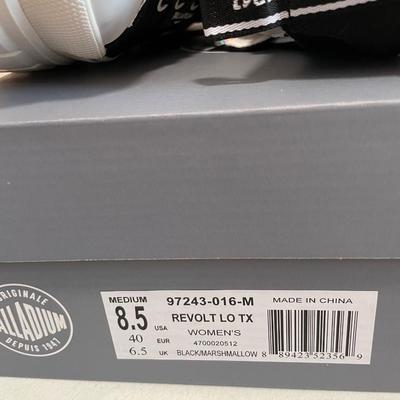 ORIGINALE
PALLADIUM
DEPUIS 1947
MEDIUM
8.5 USA
40 EUR
6.5 UK
97243-016-M
REVOLT LO TX
WOMEN'S
4700020512
BLACK/MARSHMALLOW
MADE IN CHINA
8 89423 52356 9